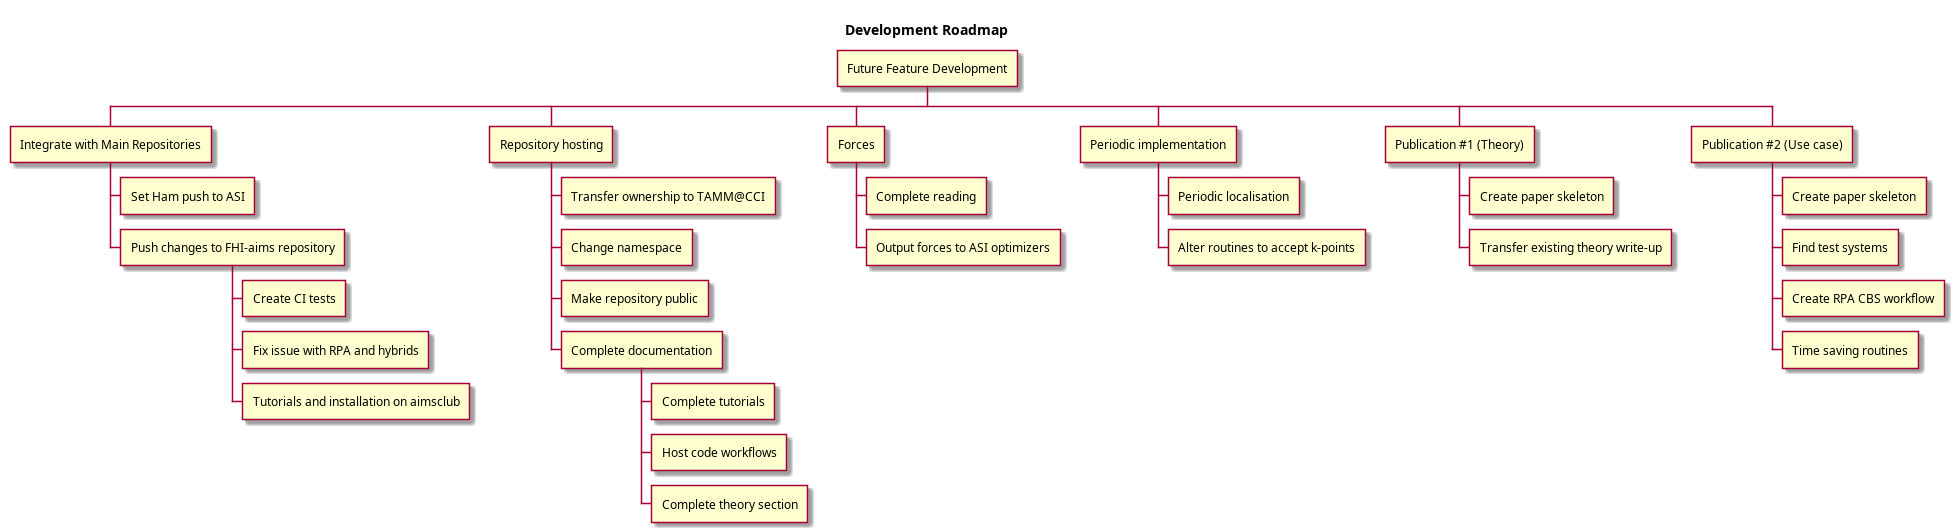 Development Roadmap
Future Feature Development
Integrate with Main Repositories
Set Ham push to ASI
Push changes to FHI-aims repository
Create CI tests
Fix issue with RPA and hybrids
Tutorials and installation on aimsclub
Repository hosting
Transfer ownership to TAMM@CCI
Change namespace
Make repository public
Complete documentation
Complete tutorials
Host code workflows
Complete theory section
Forces
Complete reading
Output forces to ASI optimizers
Periodic implementation
Periodic localisation
Alter routines to accept k-points
Publication #1 (Theory)
Create paper skeleton
Transfer existing theory write-up
Publication #2 (Use case)
Create paper skeleton
Find test systems
Create RPA CBS workflow
Time saving routines